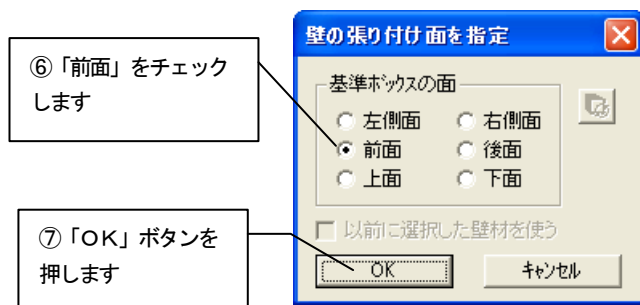 ⑥「前面」をチェック
します
⑦「OK」ボタンを
押します
壁の張り付け面を指定
基準ボックスの面
左側面 右側面
前面 後面
上面 下面
以前に選択した壁材を使う
OK キャンセル